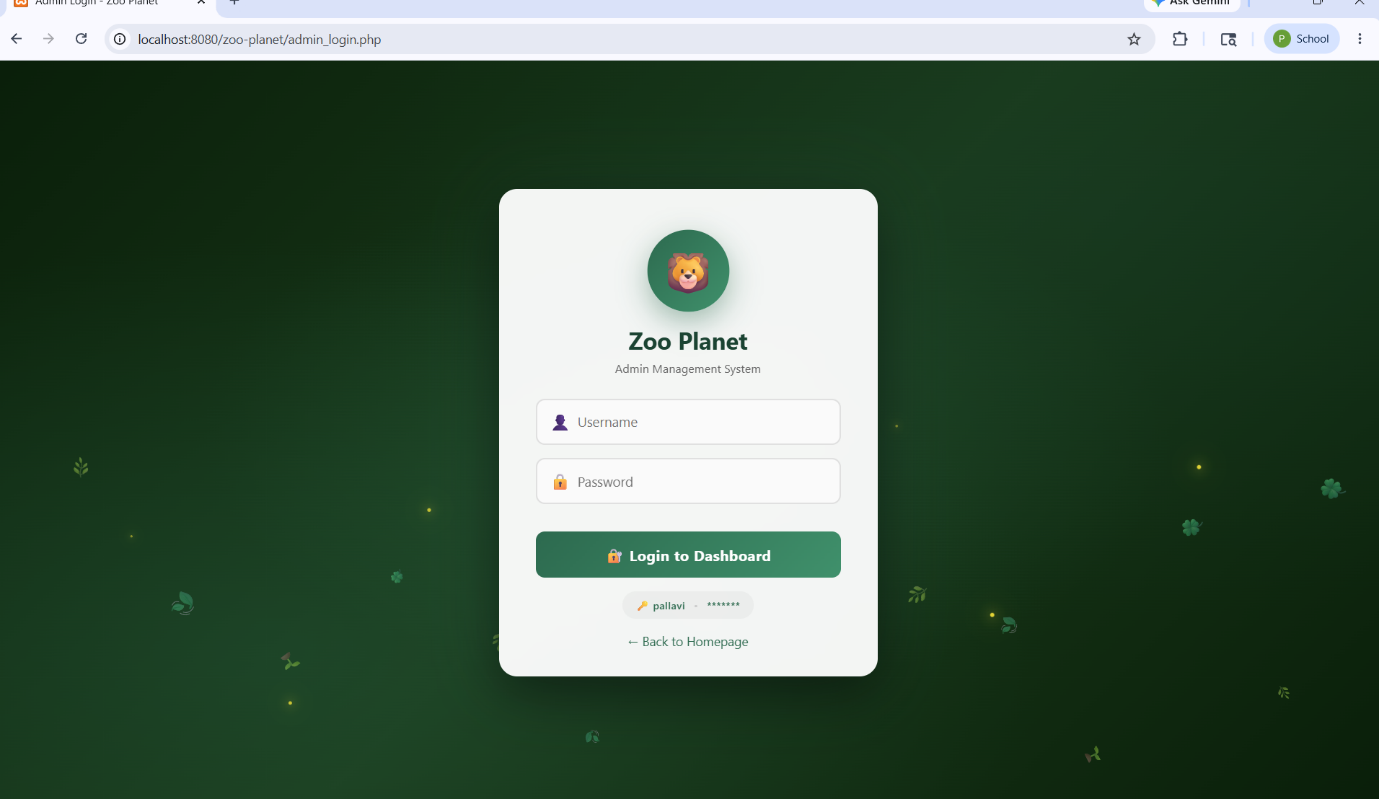 Admin Login - Zoo Planet
Ask Gemini
localhost:8080/zoo-planet/admin_login.php
P School
Zoo Planet
Admin Management System
Username
Password
Login to Dashboard
pallavi - *******
← Back to Homepage